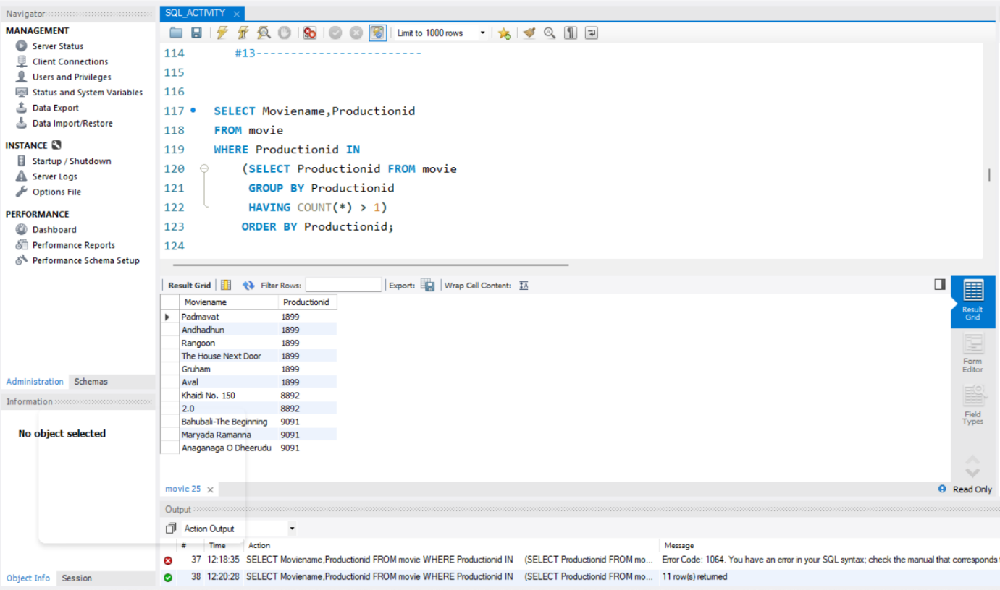 Navigator
MANAGEMENT
Server Status
Client Connections
Users and Privileges
Status and System Variables
Data Export
Data Import/Restore
INSTANCE
Startup / Shutdown
Server Logs
Options File
PERFORMANCE
Dashboard
Performance Reports
Performance Schema Setup
Administration Schemas
Information
No object selected
Object Info Session
SQL_ACTIVITY
Limit to 1000 rows
114 #13------------------------
115
116
117 SELECT Moviename,Productionid
118 FROM movie
119 WHERE Productionid IN
120 (SELECT Productionid FROM movie
121 GROUP BY Productionid
122 HAVING COUNT(*) > 1)
123 ORDER BY Productionid;
124
Result Grid Filter Rows: Export: Wrap Cell Content:
Moviename Productionid
Padmavat 1899
Andhadhun 1899
Rangoon 1899
The House Next Door 1899
Gruham 1899
Aval 1899
Khaidi No. 150 8892
2.0 8892
Bahubali-The Beginning 9091
Maryada Ramanna 9091
Anaganaga O Dheerudu 9091
Result
Grid
Form
Editor
Field
Types
movie 25
Read Only
Output
Action Output
# Time Action Message
37 12:18:35 SELECT Moviename,Productionid FROM movie WHERE Productionid IN (SELECT Productionid FROM mo... Error Code: 1064. You have an error in your SQL syntax; check the manual that corresponds
38 12:20:28 SELECT Moviename,Productionid FROM movie WHERE Productionid IN (SELECT Productionid FROM mo... 11 row(s) returned